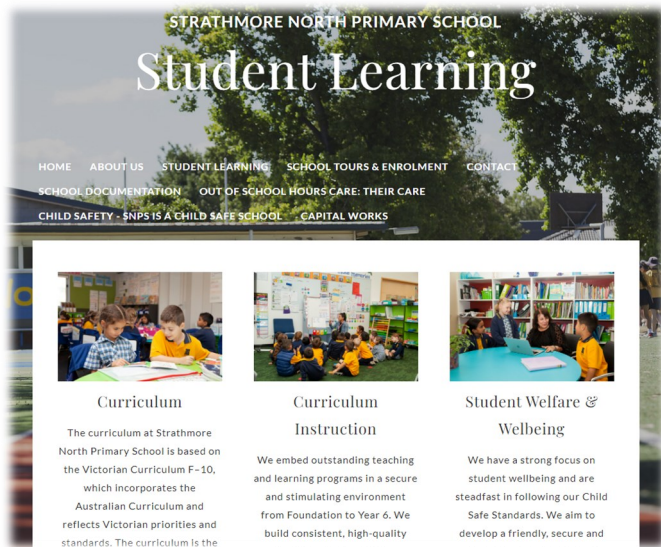 STRATHMORE NORTH PRIMARY SCHOOL
Student Learning
HOME ABOUT US STUDENT LEARNING SCHOOL TOURS & ENROLMENT CONTACT
SCHOOL DOCUMENTATION OUT OF SCHOOL HOURS CARE: THEIR CARE
CHILD SAFETY - SNPS IS A CHILD SAFE SCHOOL CAPITAL WORKS
Curriculum
The curriculum at Strathmore
North Primary School is based on
the Victorian Curriculum F–10,
which incorporates the
Australian Curriculum and
reflects Victorian priorities and
standards. The curriculum is the
Curriculum
Instruction
We embed outstanding teaching
and learning programs in a secure
and stimulating environment
from Foundation to Year 6. We
build consistent, high-quality
Student Welfare &
Welbeing
We have a strong focus on
student wellbeing and are
steadfast in following our Child
Safe Standards. We aim to
develop a friendly, secure and